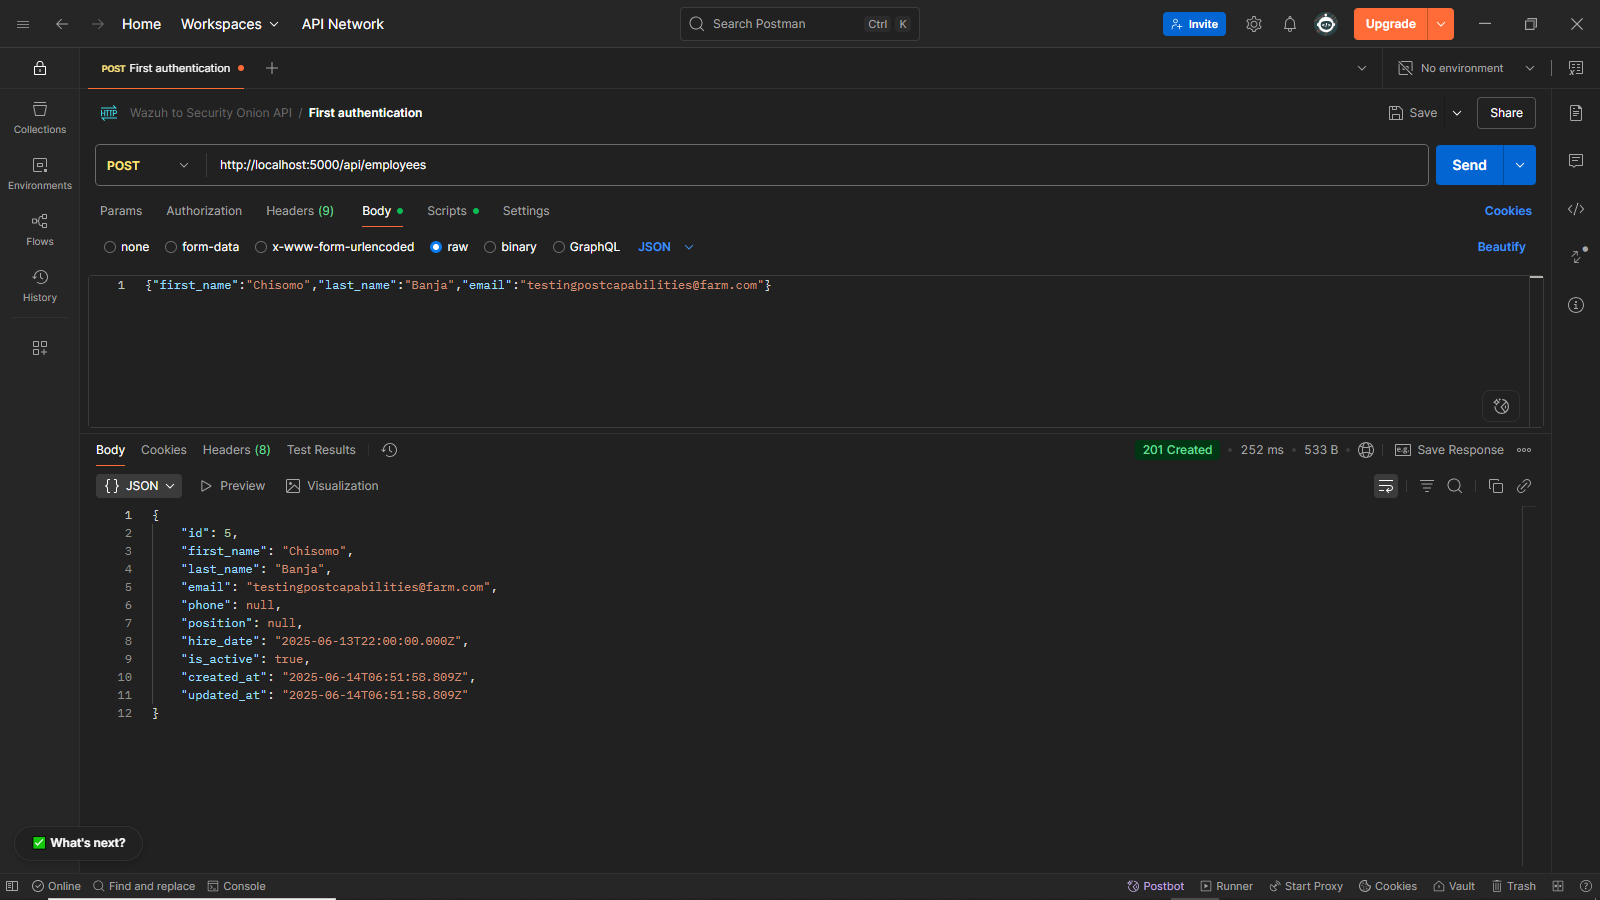 Home Workspaces API Network Search Postman Ctrl K Invite Upgrade
POST First authentication No environment
HTTP Wazuh to Security Onion API / First authentication Save Share
POST http://localhost:5000/api/employees Send
Params Authorization Headers (9) Body Scripts Settings Cookies
none form-data x-www-form-urlencoded raw binary GraphQL JSON Beautify
1 {"first_name":"Chisomo","last_name":"Banja","email":"testingpostcapabilities@farm.com"}
Collections
Environments
Flows
History
Body Cookies Headers (8) Test Results 201 Created • 252 ms • 533 B e.g. Save Response
{} JSON Preview Visualization
1 {
2 "id": 5,
3 "first_name": "Chisomo",
4 "last_name": "Banja",
5 "email": "testingpostcapabilities@farm.com",
6 "phone": null,
7 "position": null,
8 "hire_date": "2025-06-13T22:00:00.000Z",
9 "is_active": true,
10 "created_at": "2025-06-14T06:51:58.809Z",
11 "updated_at": "2025-06-14T06:51:58.809Z"
12 }
What's next?
Online Find and replace Console Postbot Runner Start Proxy Cookies Vault Trash